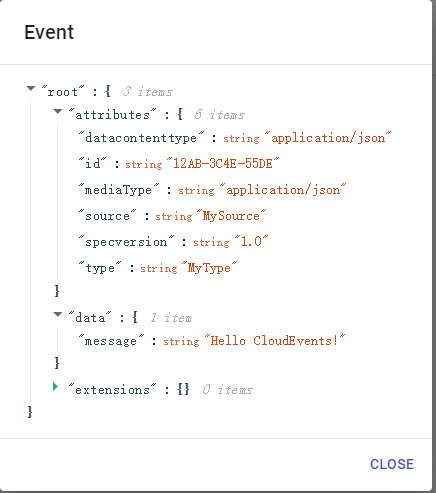 Event
"root" : { 3 items
"attributes" : { 6 items
"datacontenttype" : string "application/json"
"id" : string "12AB-3C4E-55DE"
"mediaType" : string "application/json"
"source" : string "MySource"
"specversion" : string "1.0"
"type" : string "MyType"
}
"data" : { 1 item
"message" : string "Hello CloudEvents!"
}
"extensions" : {} 0 items
}
CLOSE